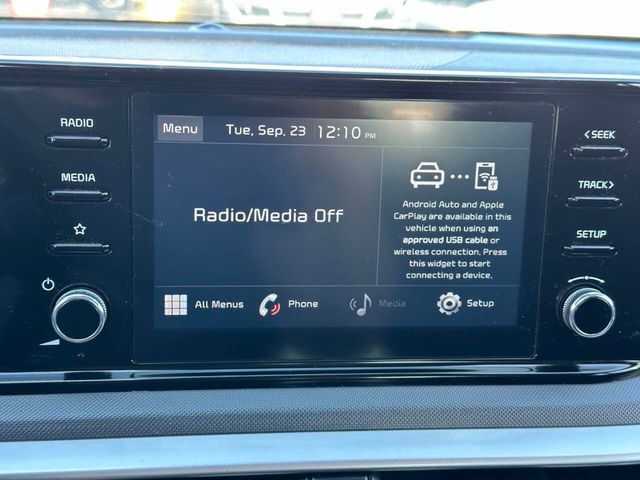 RADIO
MEDIA
Menu Tue, Sep. 23 12:10 PM
Radio/Media Off
Android Auto and Apple
CarPlay are available in this
vehicle when using an
approved USB cable or
wireless connection. Press
this widget to start
connecting a device.
All Menus Phone Media Setup
<SEEK
TRACK>
SETUP